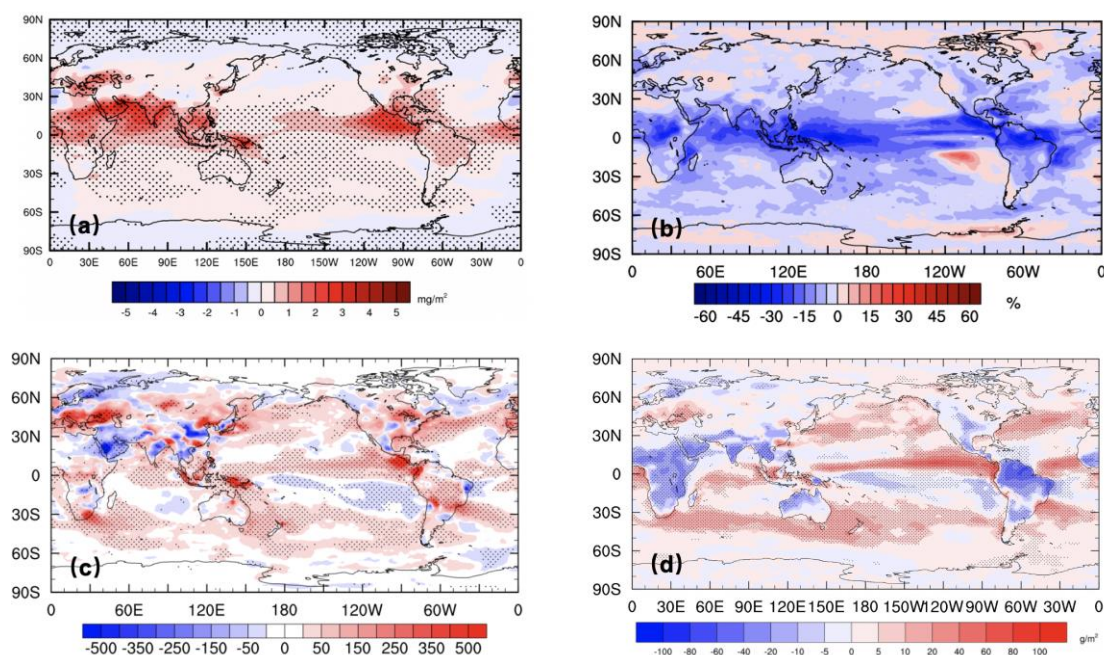 90N
60N
30N
0
30S
60S
90S
(a)
0 30E 60E 90E 120E 150E 180 150W 120W 90W 60W 30W 0
-5 -4 -3 -2 -1 0 1 2 3 4 5 mg/m²
90N
60N
30N
0
30S
60S
90S
(b)
60E 120E 180 120W 60W 0
-60 -45 -30 -15 0 15 30 45 60 %
90N
60N
30N
0
30S
60S
90S
(c)
0 60E 120E 180 120W 60W 0
-500 -350 -250 -150 -50 0 50 150 250 350 500
90N
60N
30N
0
30S
60S
90S
(d)
0 30E 60E 90E 120E 150E 180 150W 120W 90W 60W 30W 0
-100 -80 -60 -40 -20 -10 -5 0 5 10 20 40 60 80 100 g/m²